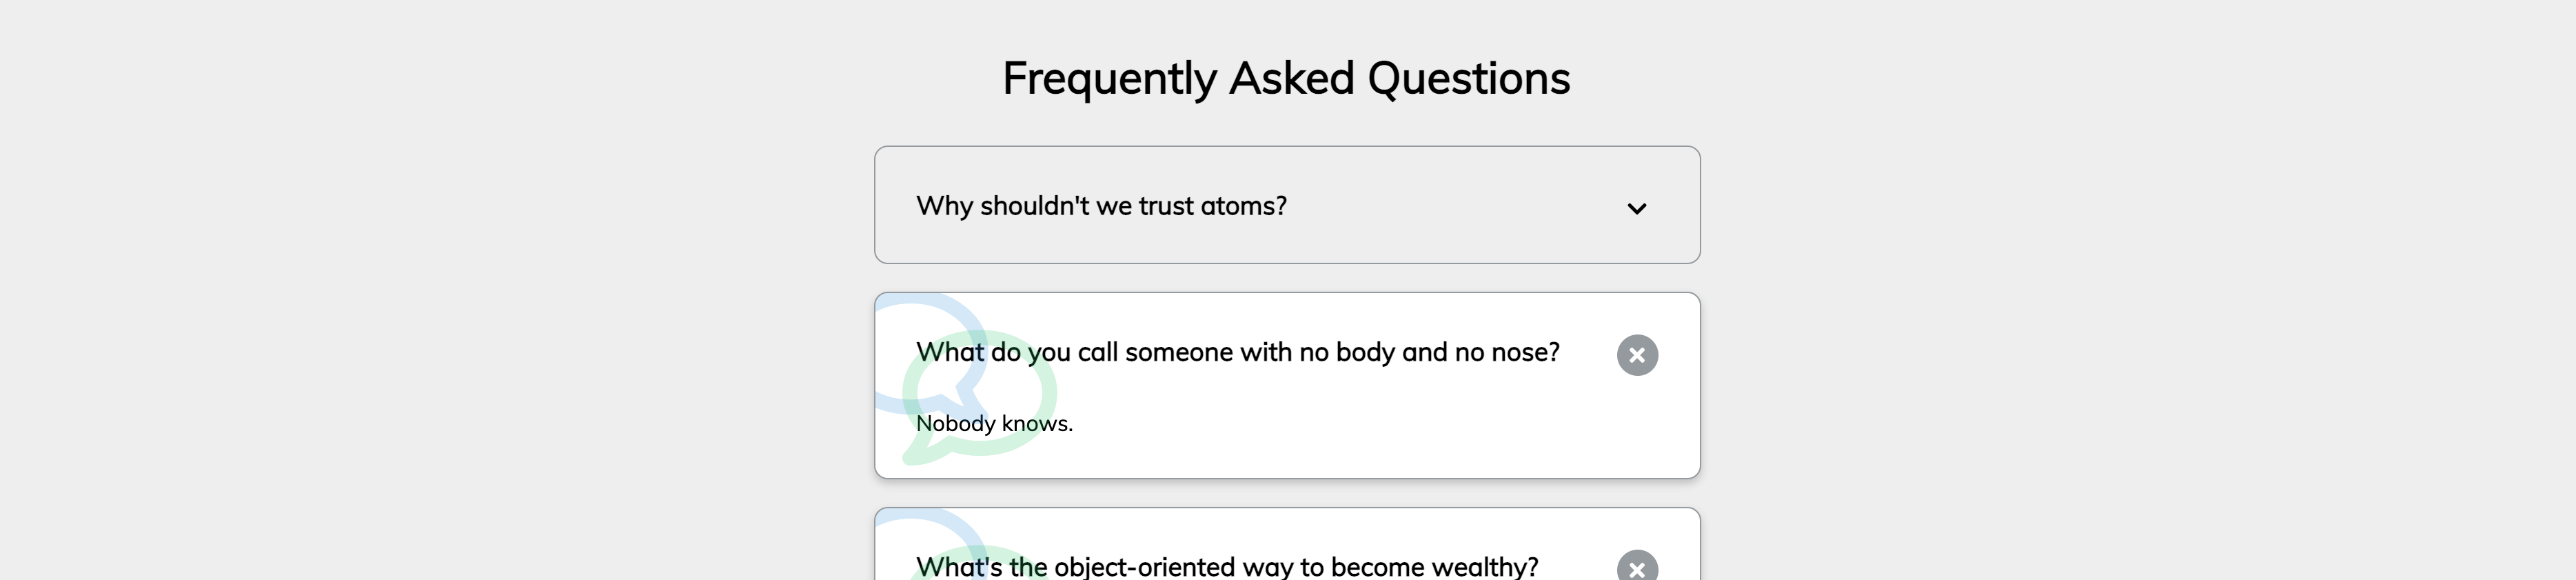 Frequently Asked Questions
Why shouldn't we trust atoms?
What do you call someone with no body and no nose?
Nobody knows.
What's the object-oriented way to become wealthy?